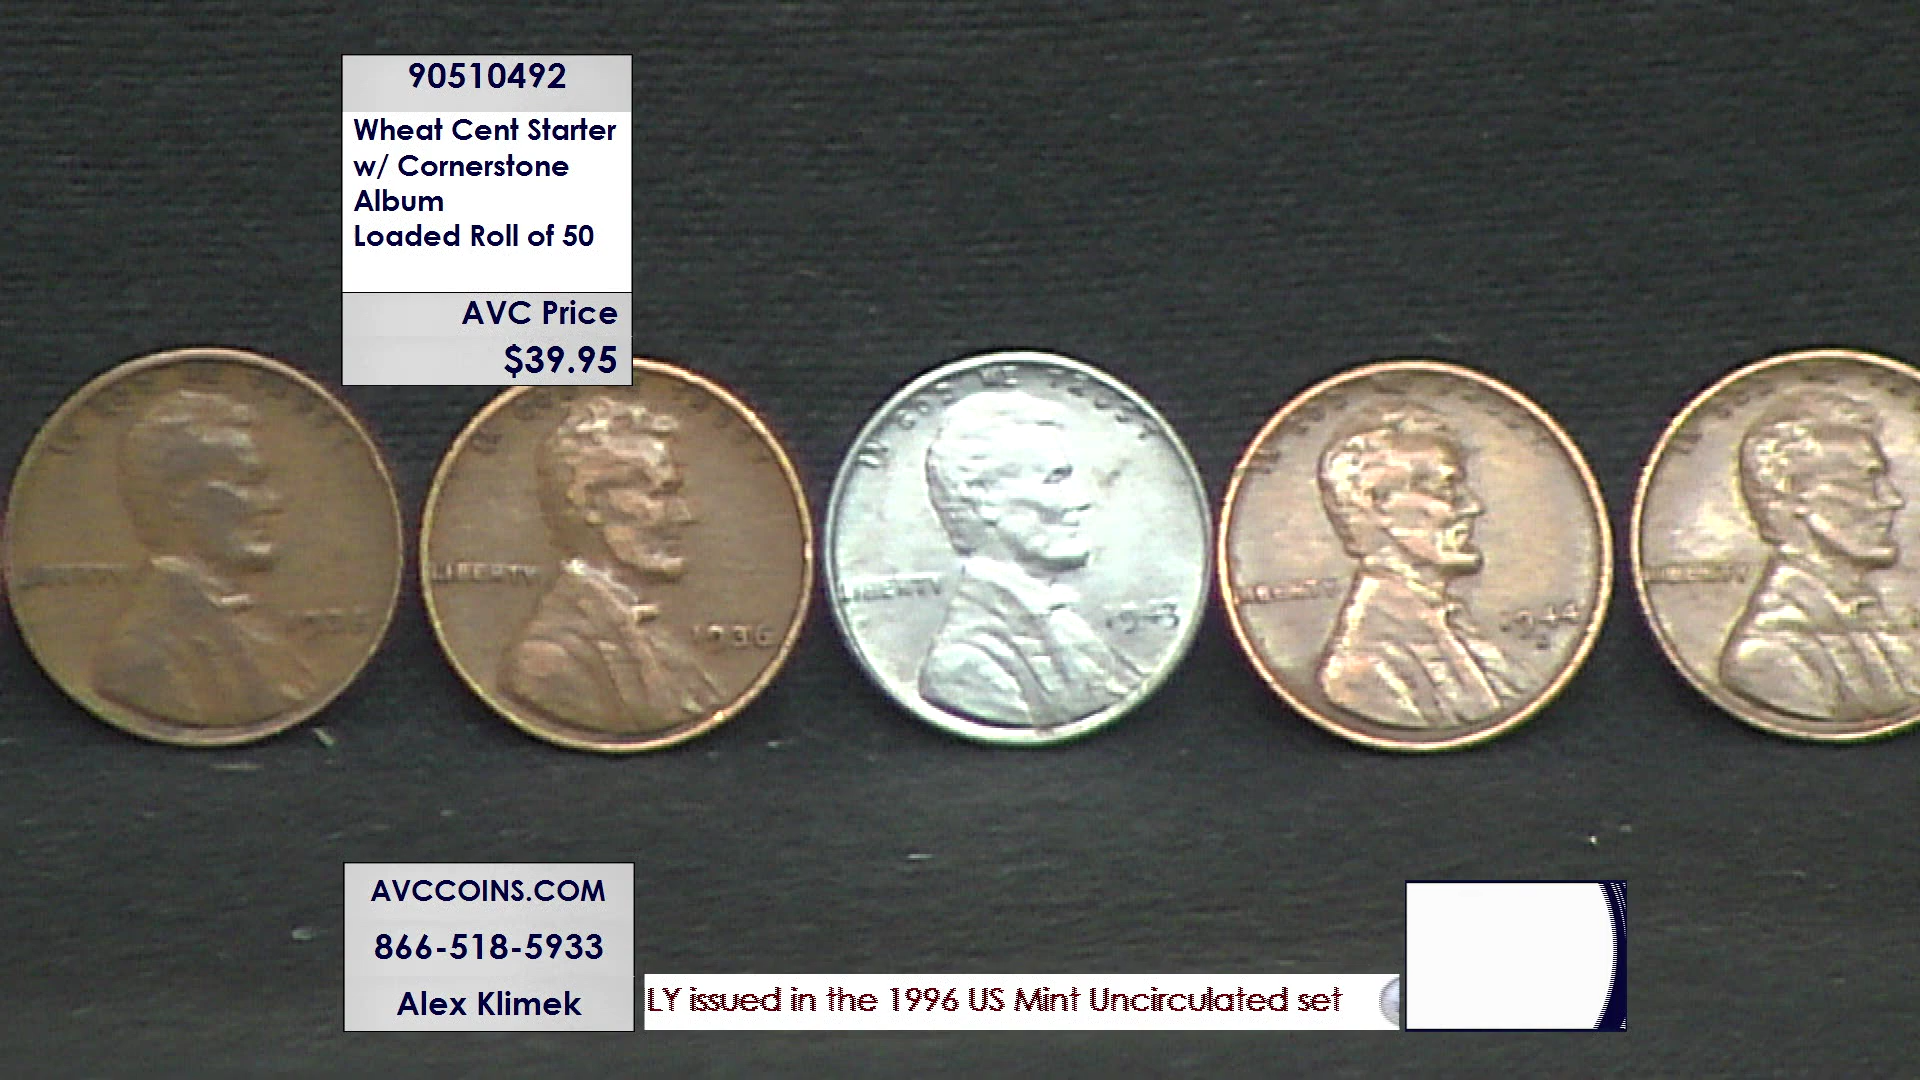 90510492
Wheat Cent Starter
w/ Cornerstone
Album
Loaded Roll of 50
AVC Price
$39.95
LIBERTY
1936
LIBERTY
1943
LIBERTY
1944
LIBERTY
AVCCOINS.COM
866-518-5933
Alex Klimek
LY issued in the 1996 US Mint Uncirculated set